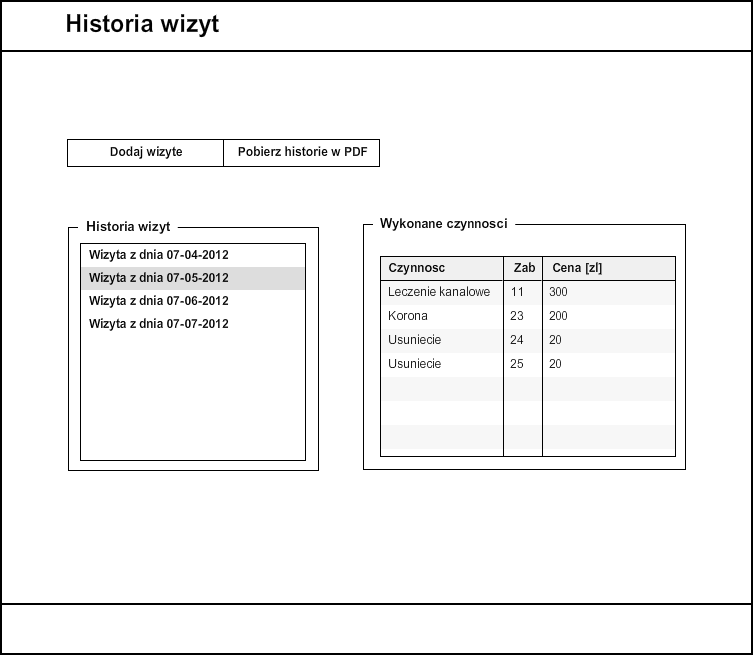 Historia wizyt
Dodaj wizyte Pobierz historie w PDF
Historia wizyt
Wizyta z dnia 07-04-2012
Wizyta z dnia 07-05-2012
Wizyta z dnia 07-06-2012
Wizyta z dnia 07-07-2012
Wykonane czynnosci
Czynnosc Zab Cena [zl]
Leczenie kanalowe 11 300
Korona 23 200
Usuniecie 24 20
Usuniecie 25 20